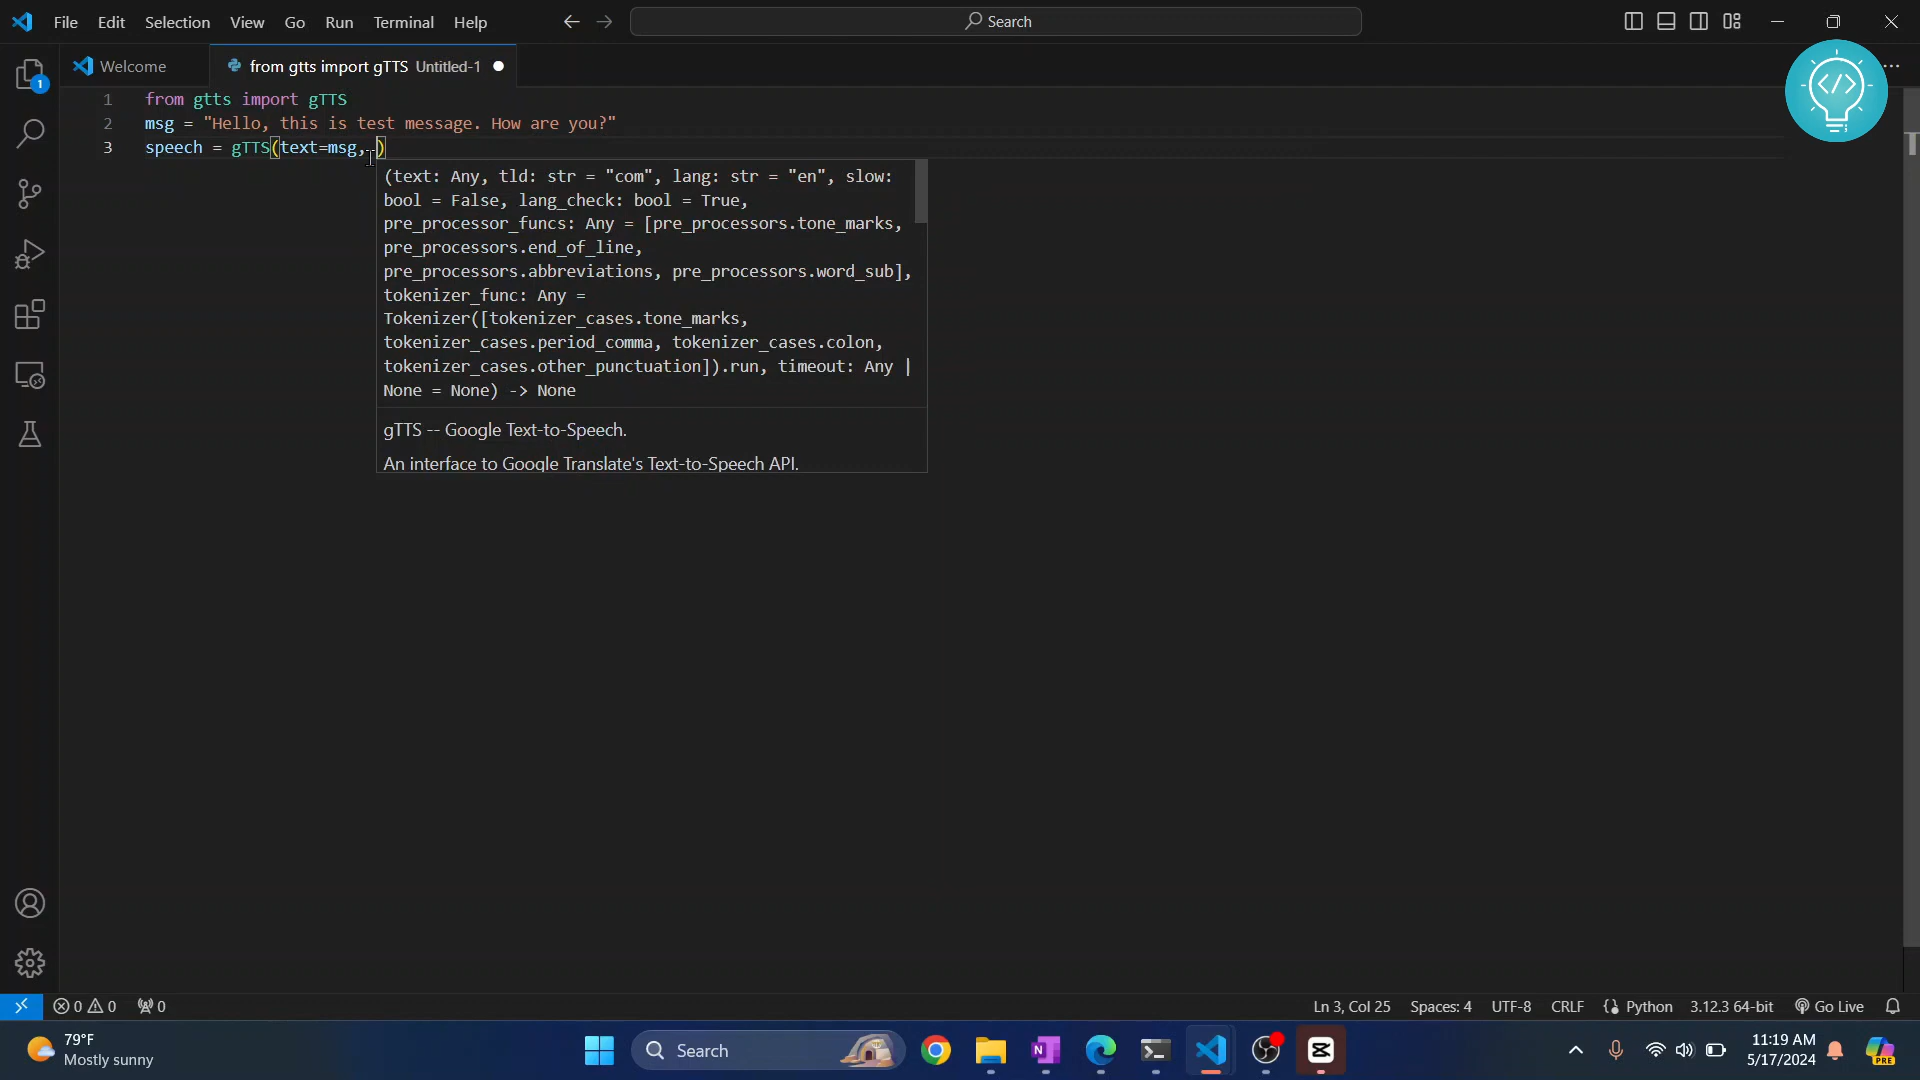 File Edit Selection View Go Run Terminal Help
Search
Welcome
from gtts import gTTS Untitled-1
1 from gtts import gTTS
2 msg = "Hello, this is test message. How are you?"
3 speech = gTTS(text=msg, )
(text: Any, tld: str = "com", lang: str = "en", slow:
bool = False, lang_check: bool = True,
pre_processor_funcs: Any = [pre_processors.tone_marks,
pre_processors.end_of_line,
pre_processors.abbreviations, pre_processors.word_sub],
tokenizer_func: Any =
Tokenizer([tokenizer_cases.tone_marks,
tokenizer_cases.period_comma, tokenizer_cases.colon,
tokenizer_cases.other_punctuation]).run, timeout: Any |
None = None) -> None
gTTS -- Google Text-to-Speech.
An interface to Google Translate's Text-to-Speech API.
1
</>
0 0 0
Ln 3, Col 25 Spaces: 4 UTF-8 CRLF Python 3.12.3 64-bit Go Live
79°F
Mostly sunny
Search
11:19 AM
5/17/2024
PRE